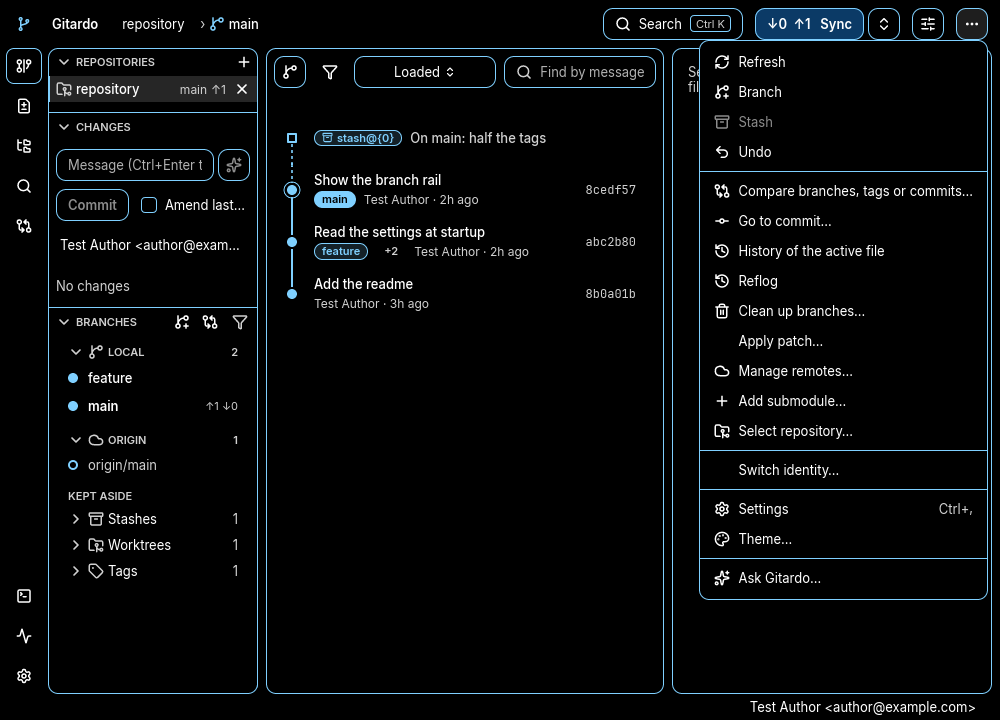 Gitardo repository › main Search Ctrl K ↓0 ↑1 Sync
REPOSITORIES
repository main ↑1
CHANGES
Message (Ctrl+Enter t
Commit Amend last...
Test Author <author@exam...
No changes
BRANCHES
LOCAL 2
feature
main ↑1 ↓0
ORIGIN 1
origin/main
KEPT ASIDE
Stashes 1
Worktrees 1
Tags 1
Loaded Find by message
stash@{0} On main: half the tags
Show the branch rail
main Test Author · 2h ago 8cedf57
Read the settings at startup
feature +2 Test Author · 2h ago abc2b80
Add the readme
Test Author · 3h ago 8b0a01b
Refresh
Branch
Stash
Undo
Compare branches, tags or commits...
Go to commit...
History of the active file
Reflog
Clean up branches...
Apply patch...
Manage remotes...
Add submodule...
Select repository...
Switch identity...
Settings Ctrl+,
Theme...
Ask Gitardo...
Test Author <author@example.com>